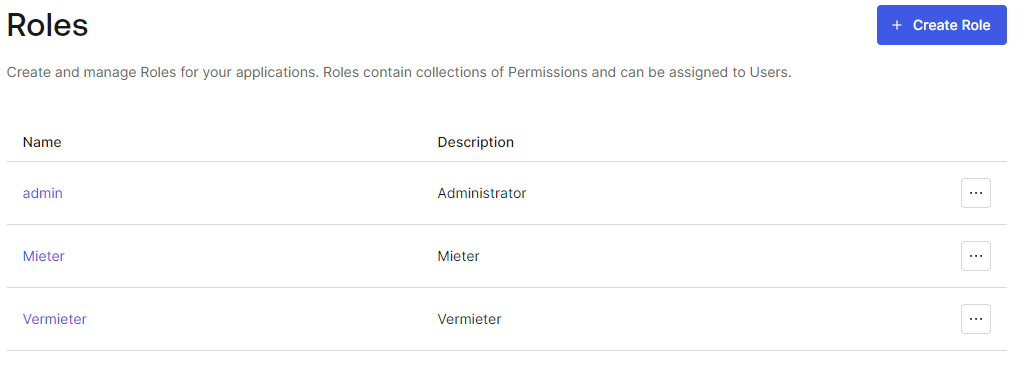 Roles
+ Create Role
Create and manage Roles for your applications. Roles contain collections of Permissions and can be assigned to Users.
Name Description
admin Administrator ...
Mieter Mieter ...
Vermieter Vermieter ...